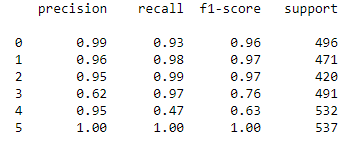 precision recall f1-score support
0 0.99 0.93 0.96 496
1 0.96 0.98 0.97 471
2 0.95 0.99 0.97 420
3 0.62 0.97 0.76 491
4 0.95 0.47 0.63 532
5 1.00 1.00 1.00 537